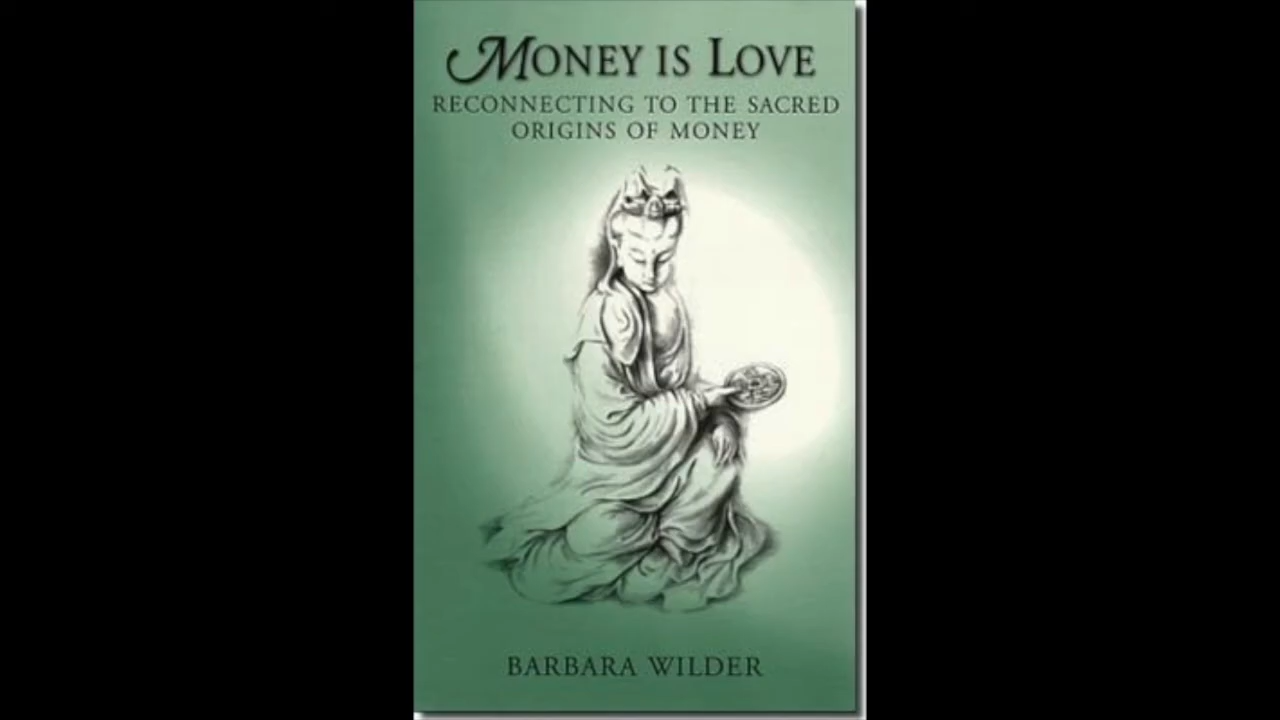 MONEY IS LOVE
RECONNECTING TO THE SACRED
ORIGINS OF MONEY
BARBARA WILDER